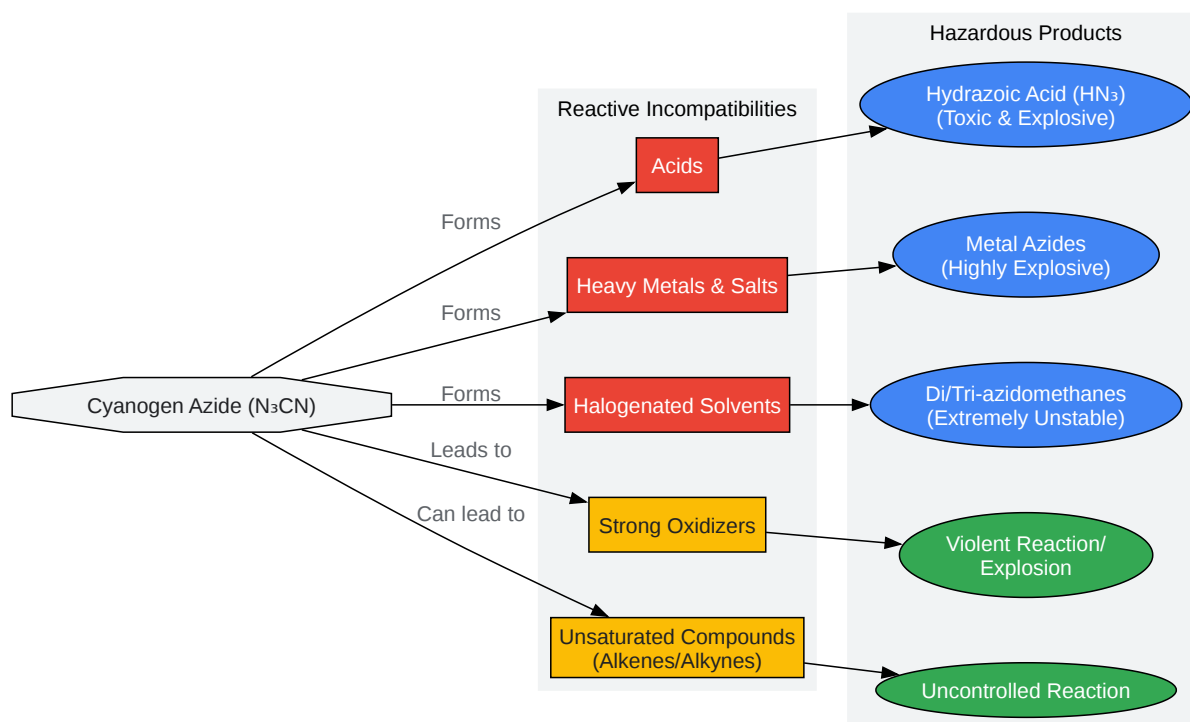 Hazardous Products
Reactive Incompatibilities
Hydrazoic Acid (HN₃)
(Toxic & Explosive)
Acids
Forms
Metal Azides
(Highly Explosive)
Heavy Metals & Salts
Forms
Cyanogen Azide (N₃CN)
Forms
Halogenated Solvents
Di/Tri-azidomethanes
(Extremely Unstable)
Leads to
Strong Oxidizers
Violent Reaction/
Explosion
Can lead to
Unsaturated Compounds
(Alkenes/Alkynes)
Uncontrolled Reaction